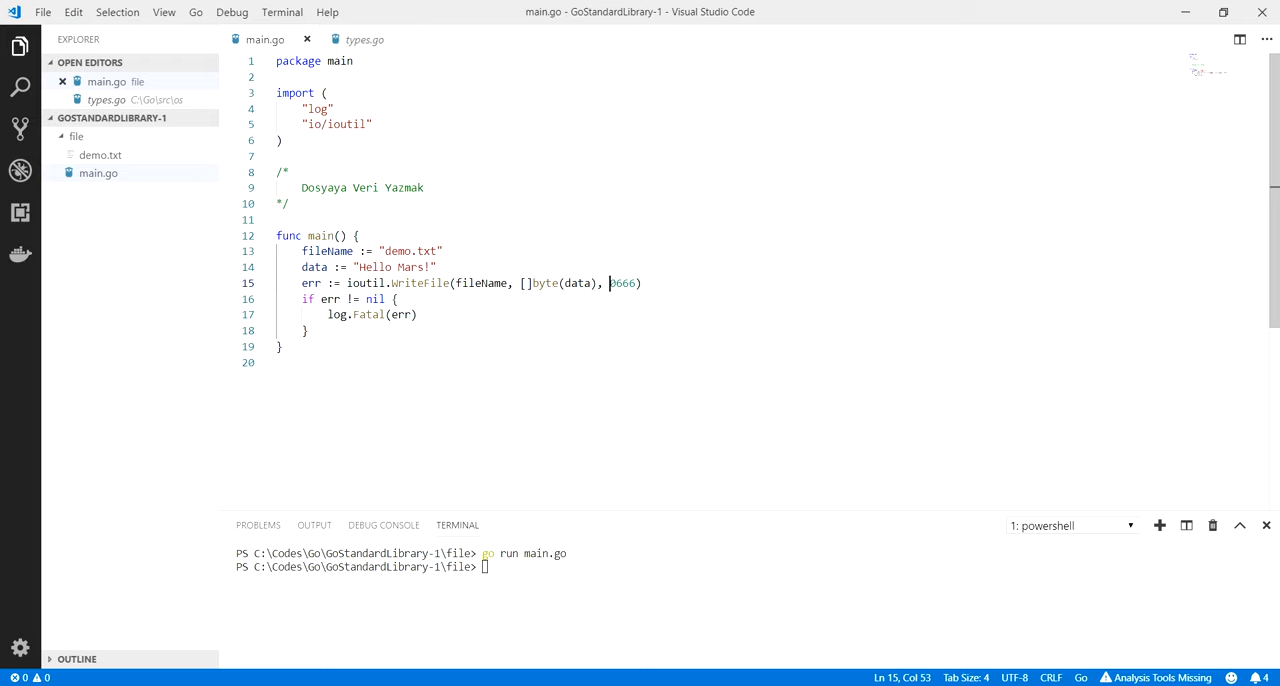 File Edit Selection View Go Debug Terminal Help
main.go - GoStandardLibrary-1 - Visual Studio Code
EXPLORER
OPEN EDITORS
main.go file
types.go C:\Go\src\os
GOSTANDARDLIBRARY-1
file
demo.txt
main.go
OUTLINE
main.go types.go
1 package main
2
3 import (
4 "log"
5 "io/ioutil"
6 )
7
8 /*
9 Dosyaya Veri Yazmak
10 */
11
12 func main() {
13 fileName := "demo.txt"
14 data := "Hello Mars!"
15 err := ioutil.WriteFile(fileName, []byte(data), 0666)
16 if err != nil {
17 log.Fatal(err)
18 }
19 }
20
PROBLEMS OUTPUT DEBUG CONSOLE TERMINAL
1: powershell
PS C:\Codes\Go\GoStandardLibrary-1\file> go run main.go
PS C:\Codes\Go\GoStandardLibrary-1\file>
0 0 Ln 15, Col 53 Tab Size: 4 UTF-8 CRLF Go Analysis Tools Missing 4